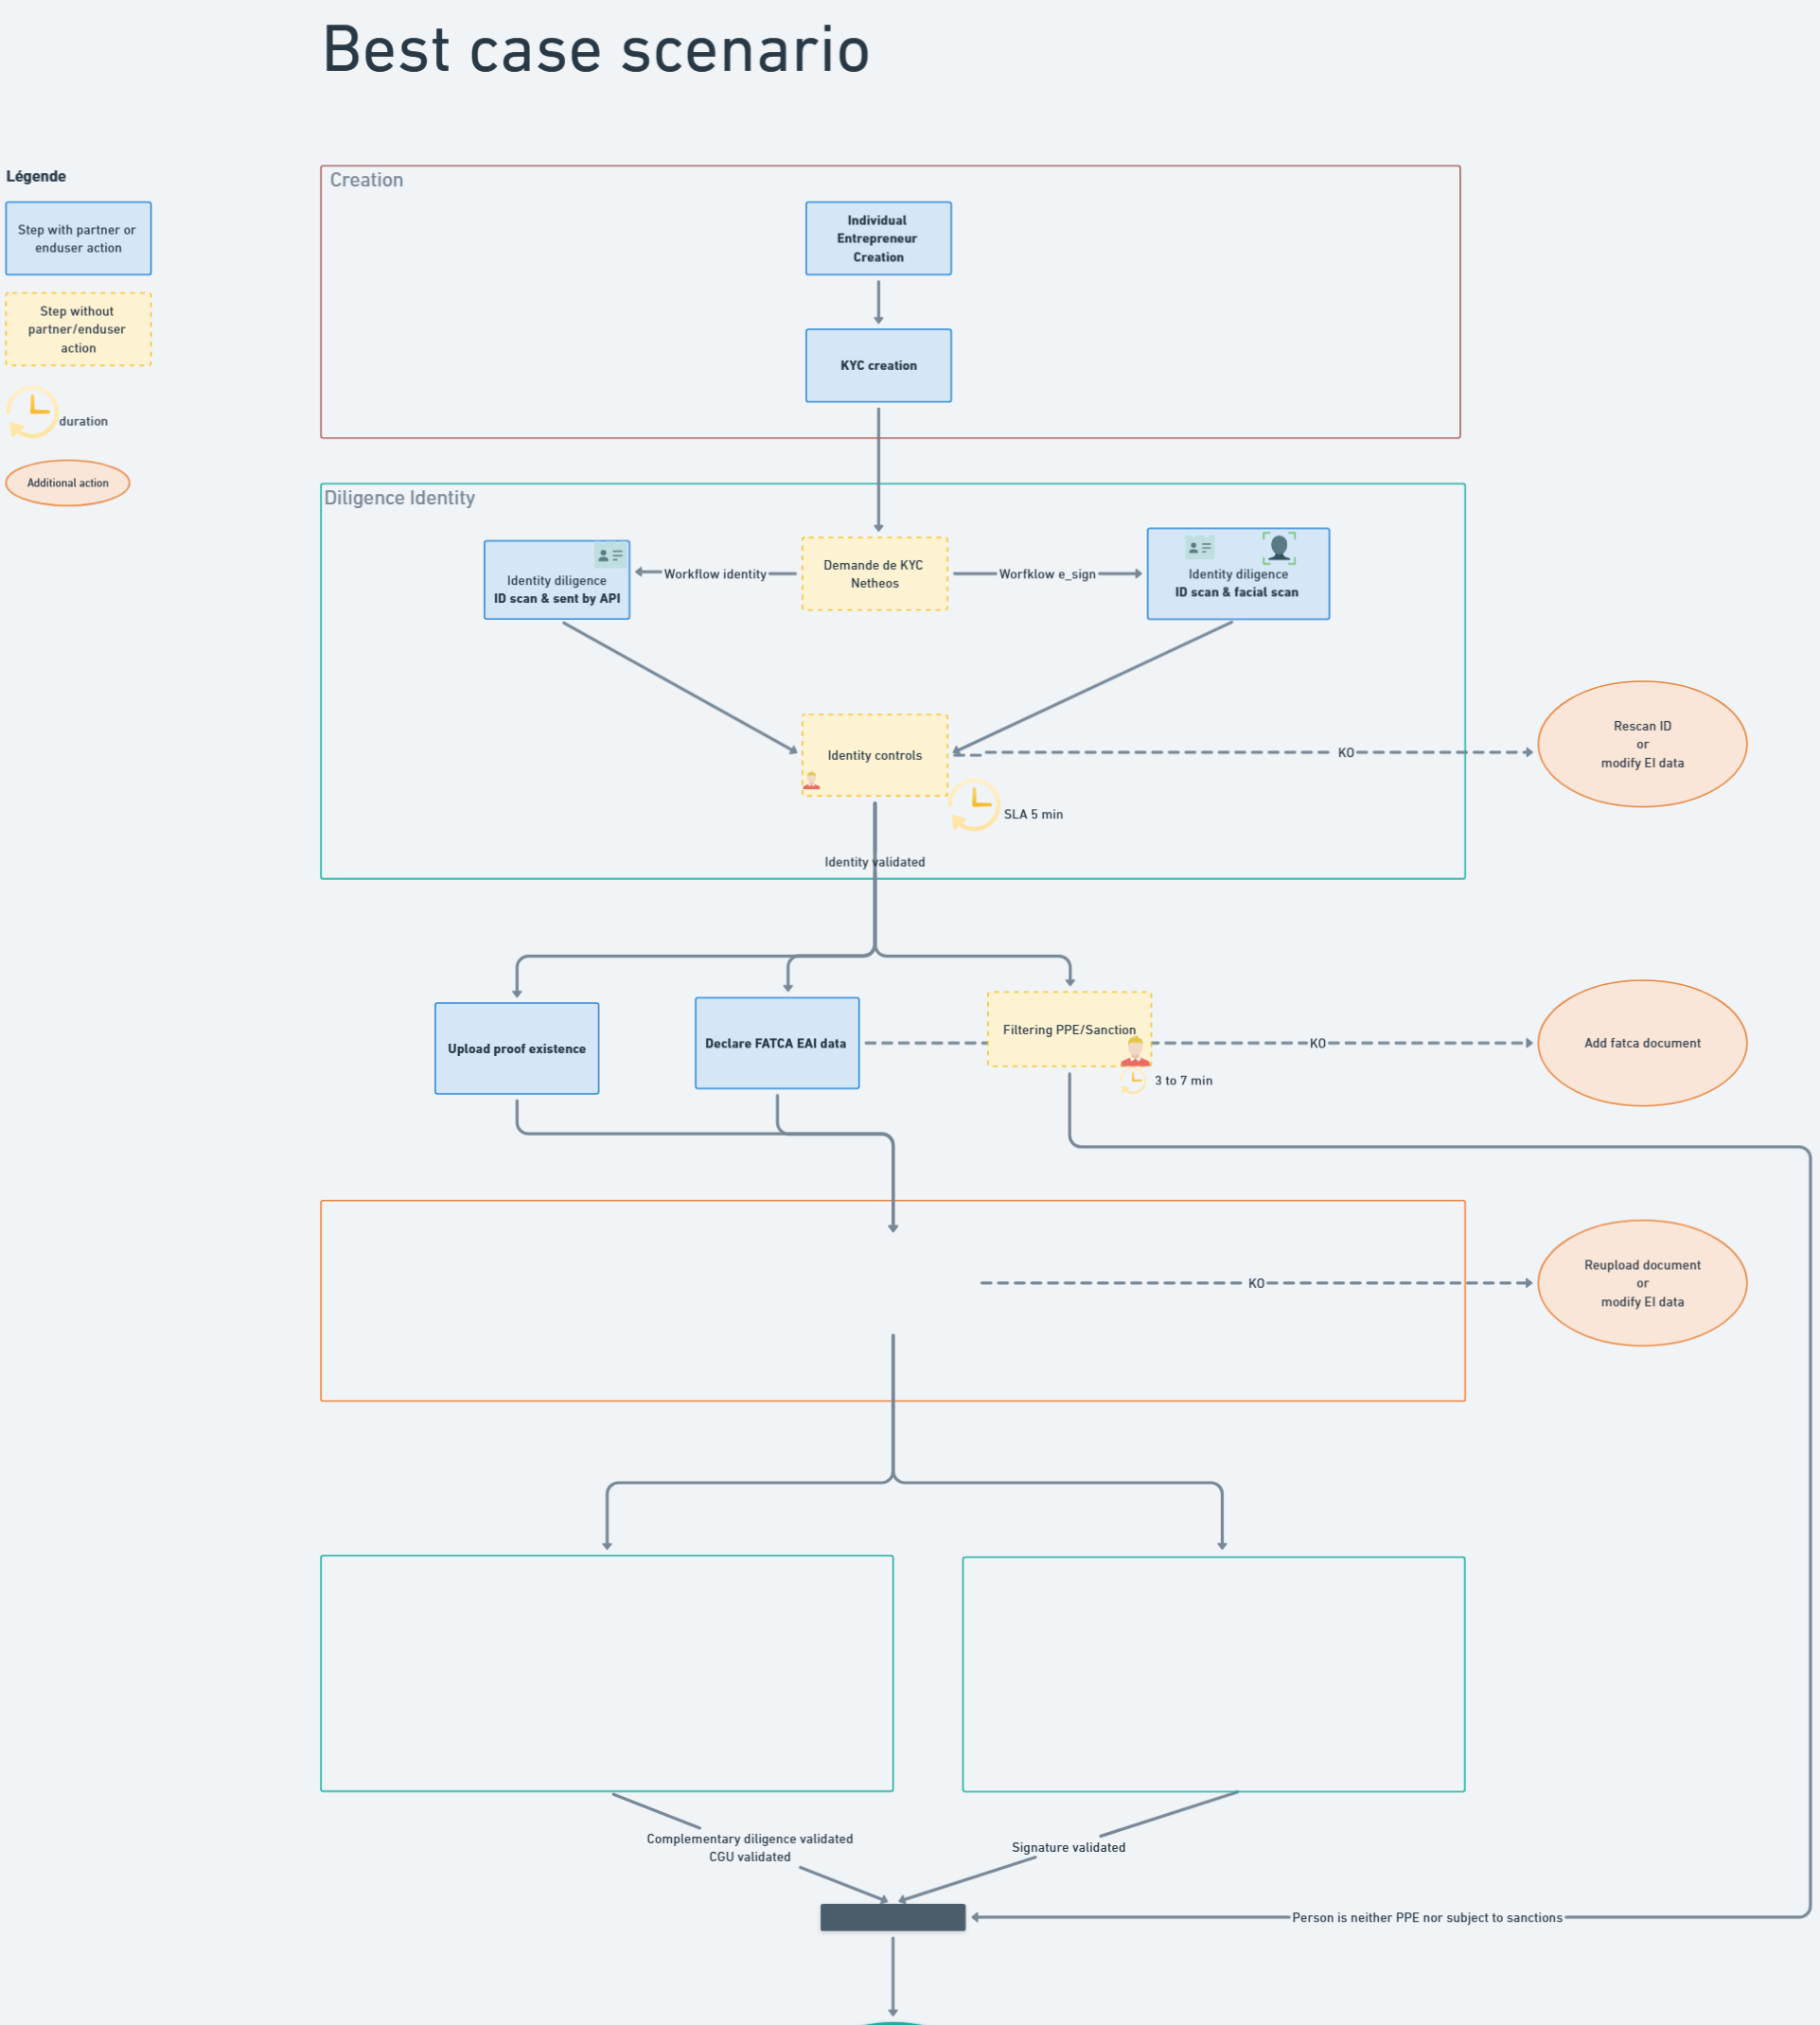 Best case scenario
Légende
Step with partner or
enduser action
Step without
partner/enduser
action
duration
Additional action
Creation
Individual
Entrepreneur
Creation
KYC creation
Diligence Identity
Identity diligence
ID scan & sent by API
Workflow identity
Demande de KYC
Netheos
Worfklow e_sign
Identity diligence
ID scan & facial scan
Identity controls
KO
Rescan ID
or
modify EI data
SLA 5 min
Identity validated
Upload proof existence
Declare FATCA EAI data
Filtering PPE/Sanction
KO
Add fatca document
3 to 7 min
KO
Reupload document
or
modify EI data
Complementary diligence validated
CGU validated
Signature validated
Person is neither PPE nor subject to sanctions